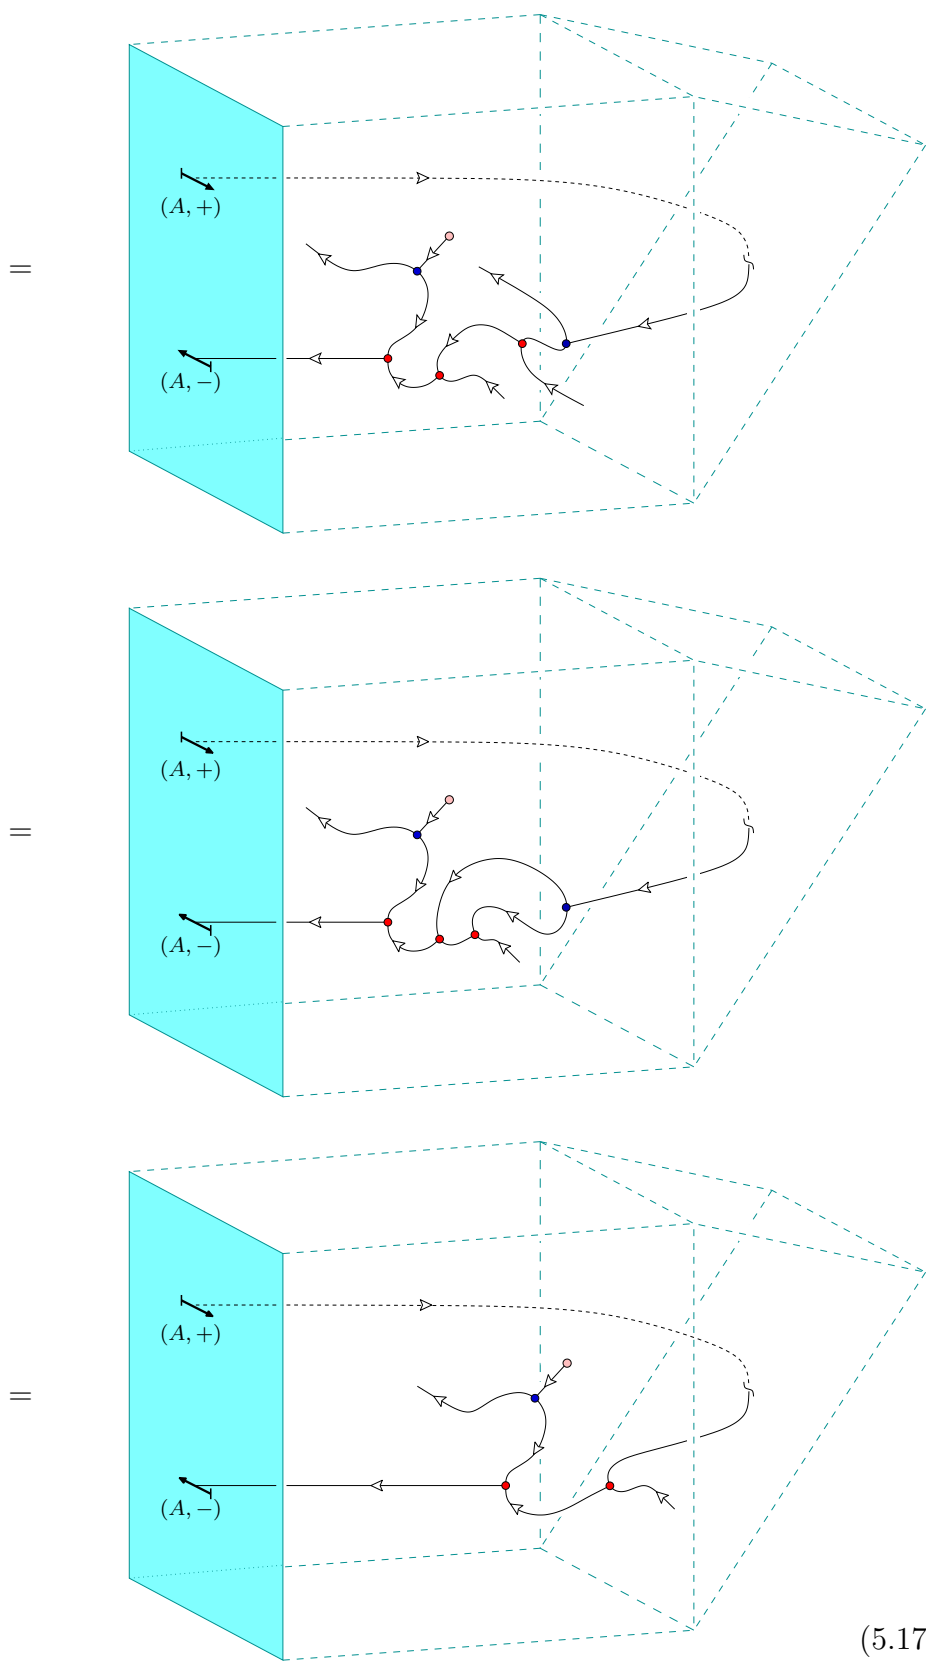 (A, +)
=
(A, −)
(A, +)
=
(A, −)
(A, +)
=
(A, −)
(5.17